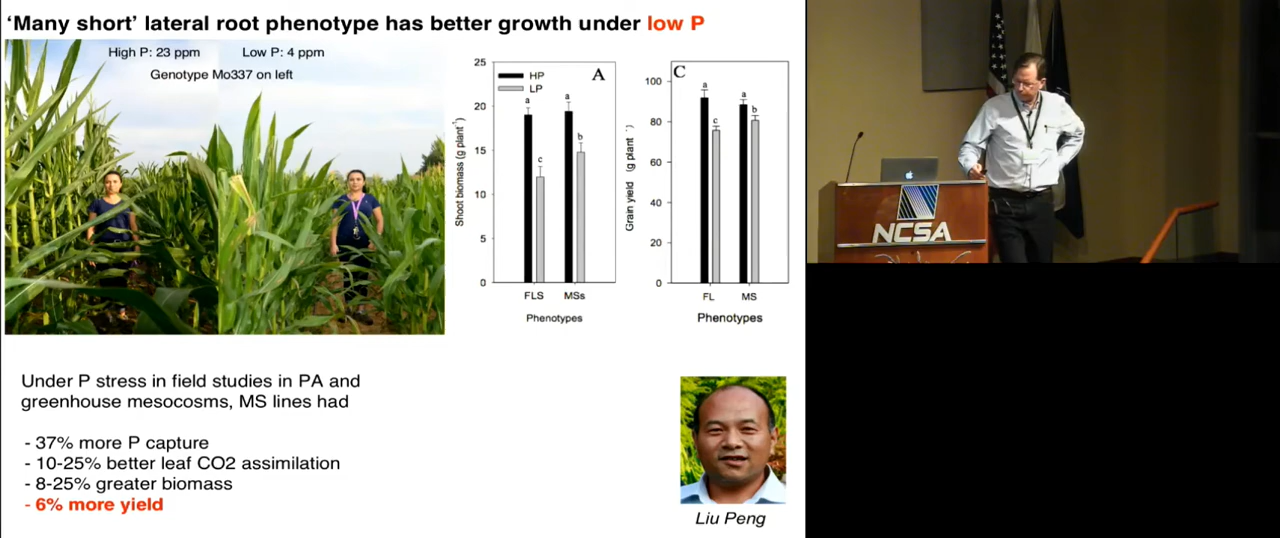 ‘Many short’ lateral root phenotype has better growth under low P
High P: 23 ppm Low P: 4 ppm
Genotype Mo337 on left
25
20
15
10
5
0
Shoot biomass (g plant⁻¹)
HP
LP
A
a
c
a
b
FLS MSs
Phenotypes
100
80
60
40
20
0
Grain yield (g plant⁻¹)
C
a
c
a
b
FL MS
Phenotypes
Under P stress in field studies in PA and
greenhouse mesocosms, MS lines had
- 37% more P capture
- 10-25% better leaf CO2 assimilation
- 8-25% greater biomass
- 6% more yield
Liu Peng
NCSA